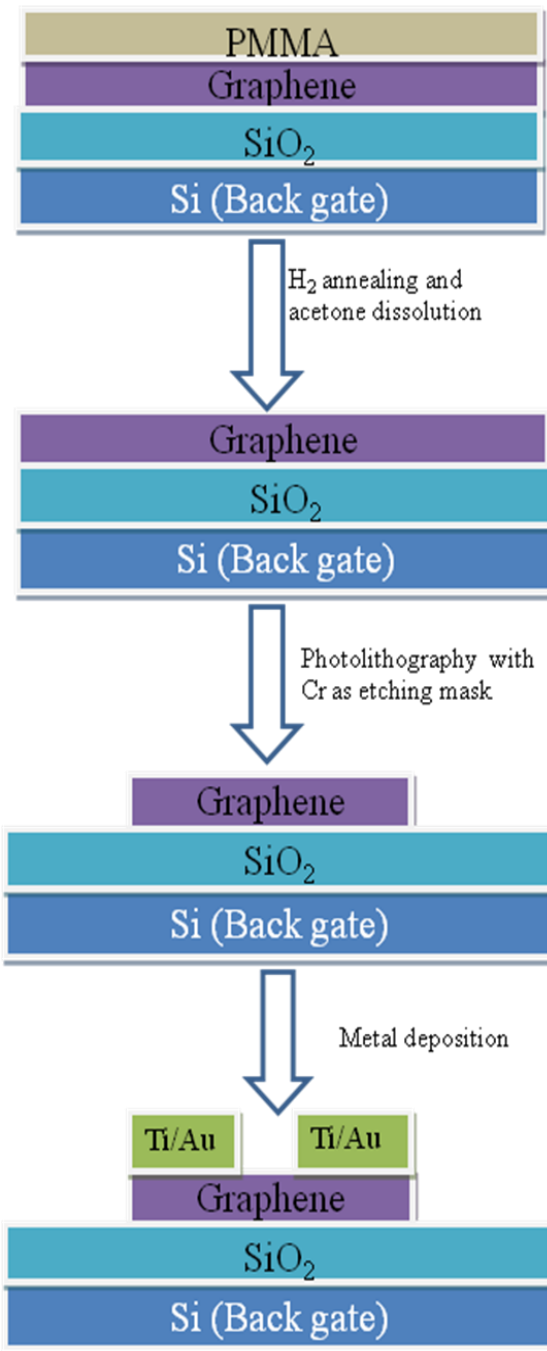 PMMA
Graphene
SiO₂
Si (Back gate)
H₂ annealing and
acetone dissolution
Graphene
SiO₂
Si (Back gate)
Photolithography with
Cr as etching mask
Graphene
SiO₂
Si (Back gate)
Metal deposition
Ti/Au Ti/Au
Graphene
SiO₂
Si (Back gate)